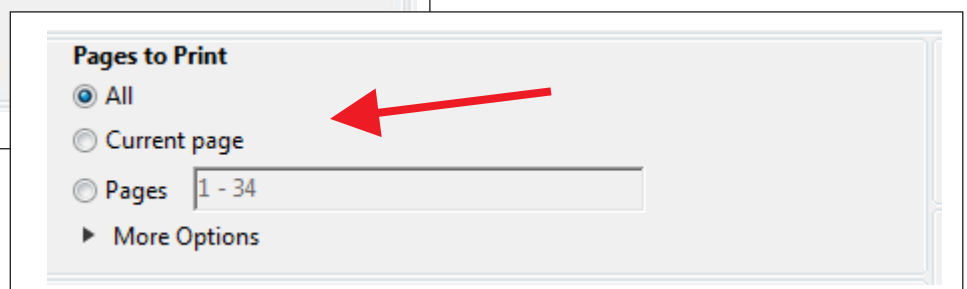 Pages to Print
All
Current page
Pages 1 - 34
More Options